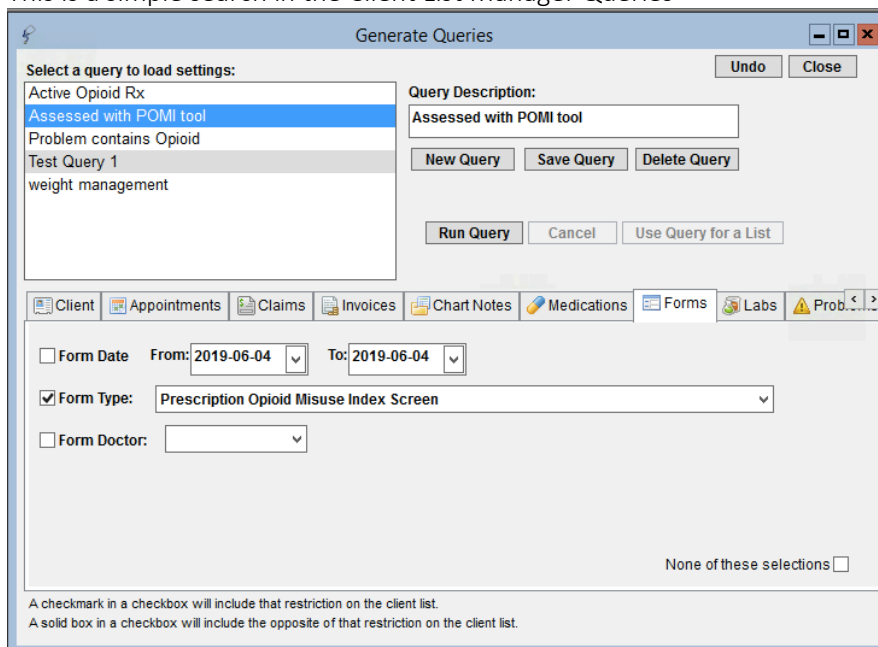 This is a simple search in the Client List Manager Queries
Generate Queries
Undo Close
Select a query to load settings:
Active Opioid Rx
Assessed with POMI tool
Problem contains Opioid
Test Query 1
weight management
Query Description:
Assessed with POMI tool
New Query Save Query Delete Query
Run Query Cancel Use Query for a List
Client Appointments Claims Invoices Chart Notes Medications Forms Labs
Form Date From: 2019-06-04 To: 2019-06-04
Form Type: Prescription Opioid Misuse Index Screen
Form Doctor:
None of these selections
A checkmark in a checkbox will include that restriction on the client list.
A solid box in a checkbox will include the opposite of that restriction on the client list.